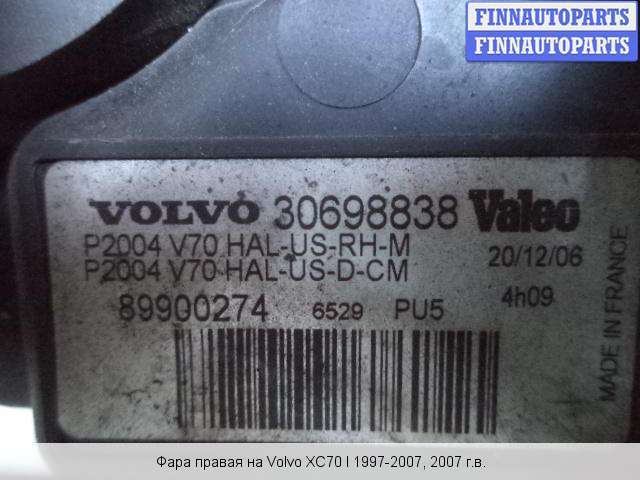 FINNAUTOPARTS
FINNAUTOPARTS
VOLVO 30698838 Valeo
P2004 V70 HAL-US-RH-M
P2004 V70 HAL-US-D-CM
20/12/06
89900274 6529 PU5 4h09
MADE IN FRANCE
Фара правая на Volvo XC70 I 1997-2007, 2007 г.в.